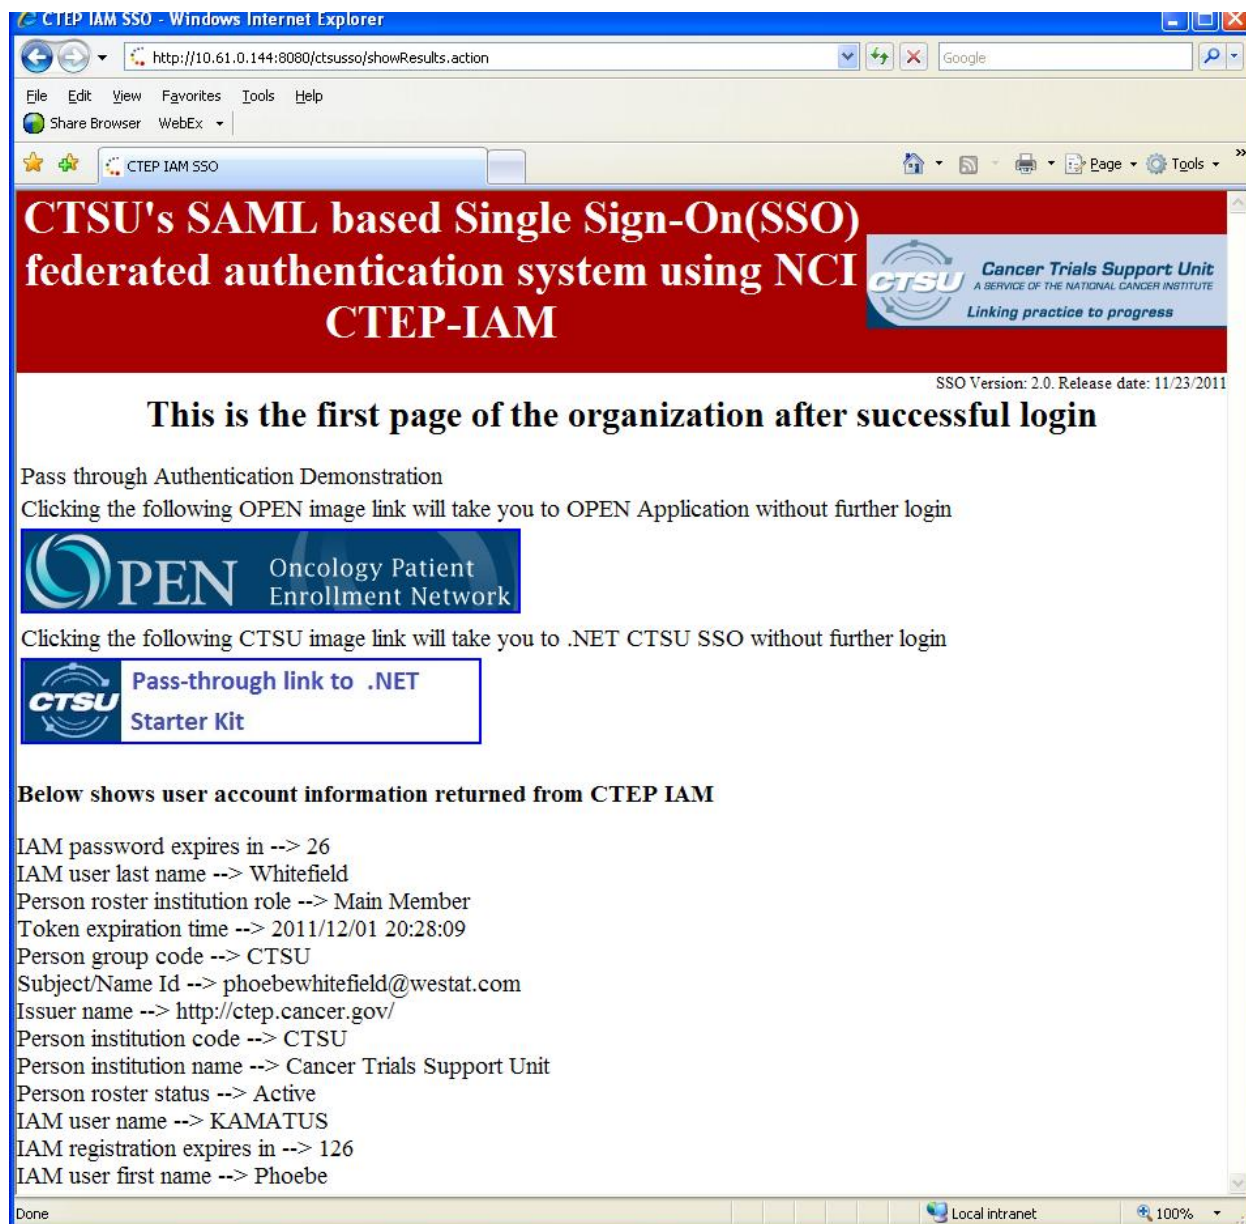 CTEP IAM SSO - Windows Internet Explorer
http://10.61.0.144:8080/ctsusso/showResults.action
Google
File Edit View Favorites Tools Help
Share Browser WebEx
CTEP IAM SSO
Page Tools
CTSU's SAML based Single Sign-On(SSO)
federated authentication system using NCI
CTEP-IAM
CTSU
Cancer Trials Support Unit
A SERVICE OF THE NATIONAL CANCER INSTITUTE
Linking practice to progress
SSO Version: 2.0. Release date: 11/23/2011
This is the first page of the organization after successful login
Pass through Authentication Demonstration
Clicking the following OPEN image link will take you to OPEN Application without further login
OPEN Oncology Patient
Enrollment Network
Clicking the following CTSU image link will take you to .NET CTSU SSO without further login
CTSU
Pass-through link to .NET
Starter Kit
Below shows user account information returned from CTEP IAM
IAM password expires in --> 26
IAM user last name --> Whitefield
Person roster institution role --> Main Member
Token expiration time --> 2011/12/01 20:28:09
Person group code --> CTSU
Subject/Name Id --> phoebewhitefield@westat.com
Issuer name --> http://ctep.cancer.gov/
Person institution code --> CTSU
Person institution name --> Cancer Trials Support Unit
Person roster status --> Active
IAM user name --> KAMATUS
IAM registration expires in --> 126
IAM user first name --> Phoebe
Done
Local intranet
100%